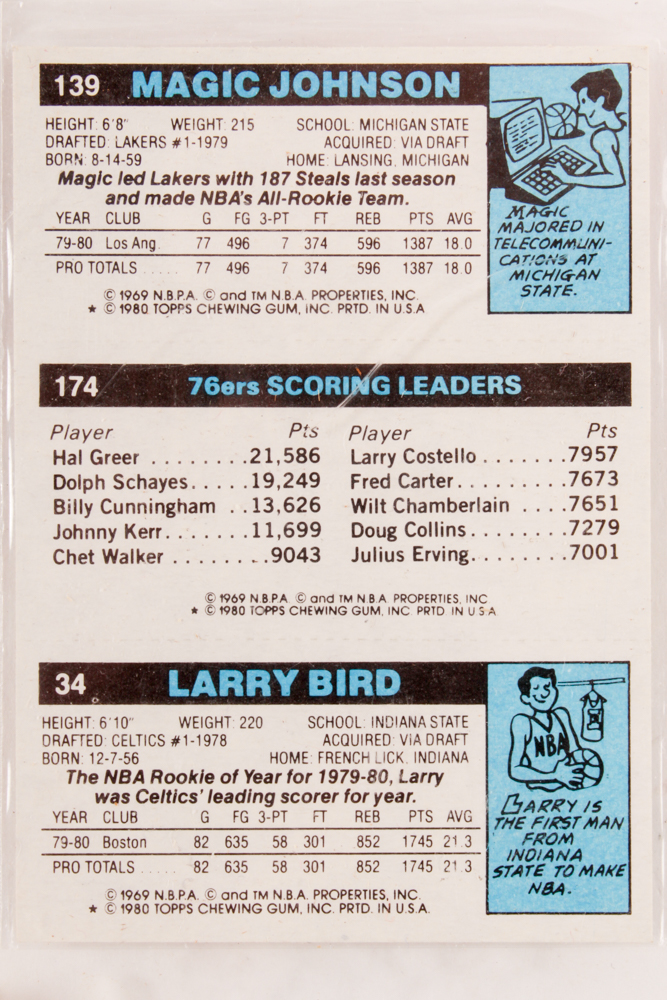 139 MAGIC JOHNSON
HEIGHT: 6'8" WEIGHT: 215 SCHOOL: MICHIGAN STATE
DRAFTED: LAKERS #1-1979 ACQUIRED: VIA DRAFT
BORN: 8-14-59 HOME: LANSING, MICHIGAN
Magic led Lakers with 187 Steals last season
and made NBA's All-Rookie Team.
YEAR CLUB G FG 3-PT FT REB PTS AVG
79-80 Los Ang. 77 496 7 374 596 1387 18.0
PRO TOTALS ..... 77 496 7 374 596 1387 18.0
© 1969 N.B.P.A. © and TM N.B.A. PROPERTIES, INC.
* © 1980 TOPPS CHEWING GUM, INC. PRTD. IN U.S.A.
MAGIC
MAJORED IN
TELECOMMUNI-
CATIONS AT
MICHIGAN
STATE.
174 76ers SCORING LEADERS
Player Pts Player Pts
Hal Greer ........21,586 Larry Costello .......7957
Dolph Schayes.....19,249 Fred Carter.........7673
Billy Cunningham ..13,626 Wilt Chamberlain ....7651
Johnny Kerr.......11,699 Doug Collins........7279
Chet Walker ........9043 Julius Erving........7001
© 1969 N.B.P.A. © and TM N.B.A. PROPERTIES, INC.
* © 1980 TOPPS CHEWING GUM, INC. PRTD. IN U.S.A.
34 LARRY BIRD
HEIGHT: 6'10" WEIGHT: 220 SCHOOL: INDIANA STATE
DRAFTED: CELTICS #1-1978 ACQUIRED: VIA DRAFT
BORN: 12-7-56 HOME: FRENCH LICK, INDIANA
The NBA Rookie of Year for 1979-80, Larry
was Celtics' leading scorer for year.
YEAR CLUB G FG 3-PT FT REB PTS AVG
79-80 Boston 82 635 58 301 852 1745 21.3
PRO TOTALS ..... 82 635 58 301 852 1745 21.3
© 1969 N.B.P.A. © and TM N.B.A. PROPERTIES, INC.
* © 1980 TOPPS CHEWING GUM, INC. PRTD. IN U.S.A.
NBA
LARRY IS
THE FIRST MAN
FROM
INDIANA
STATE TO MAKE
NBA.